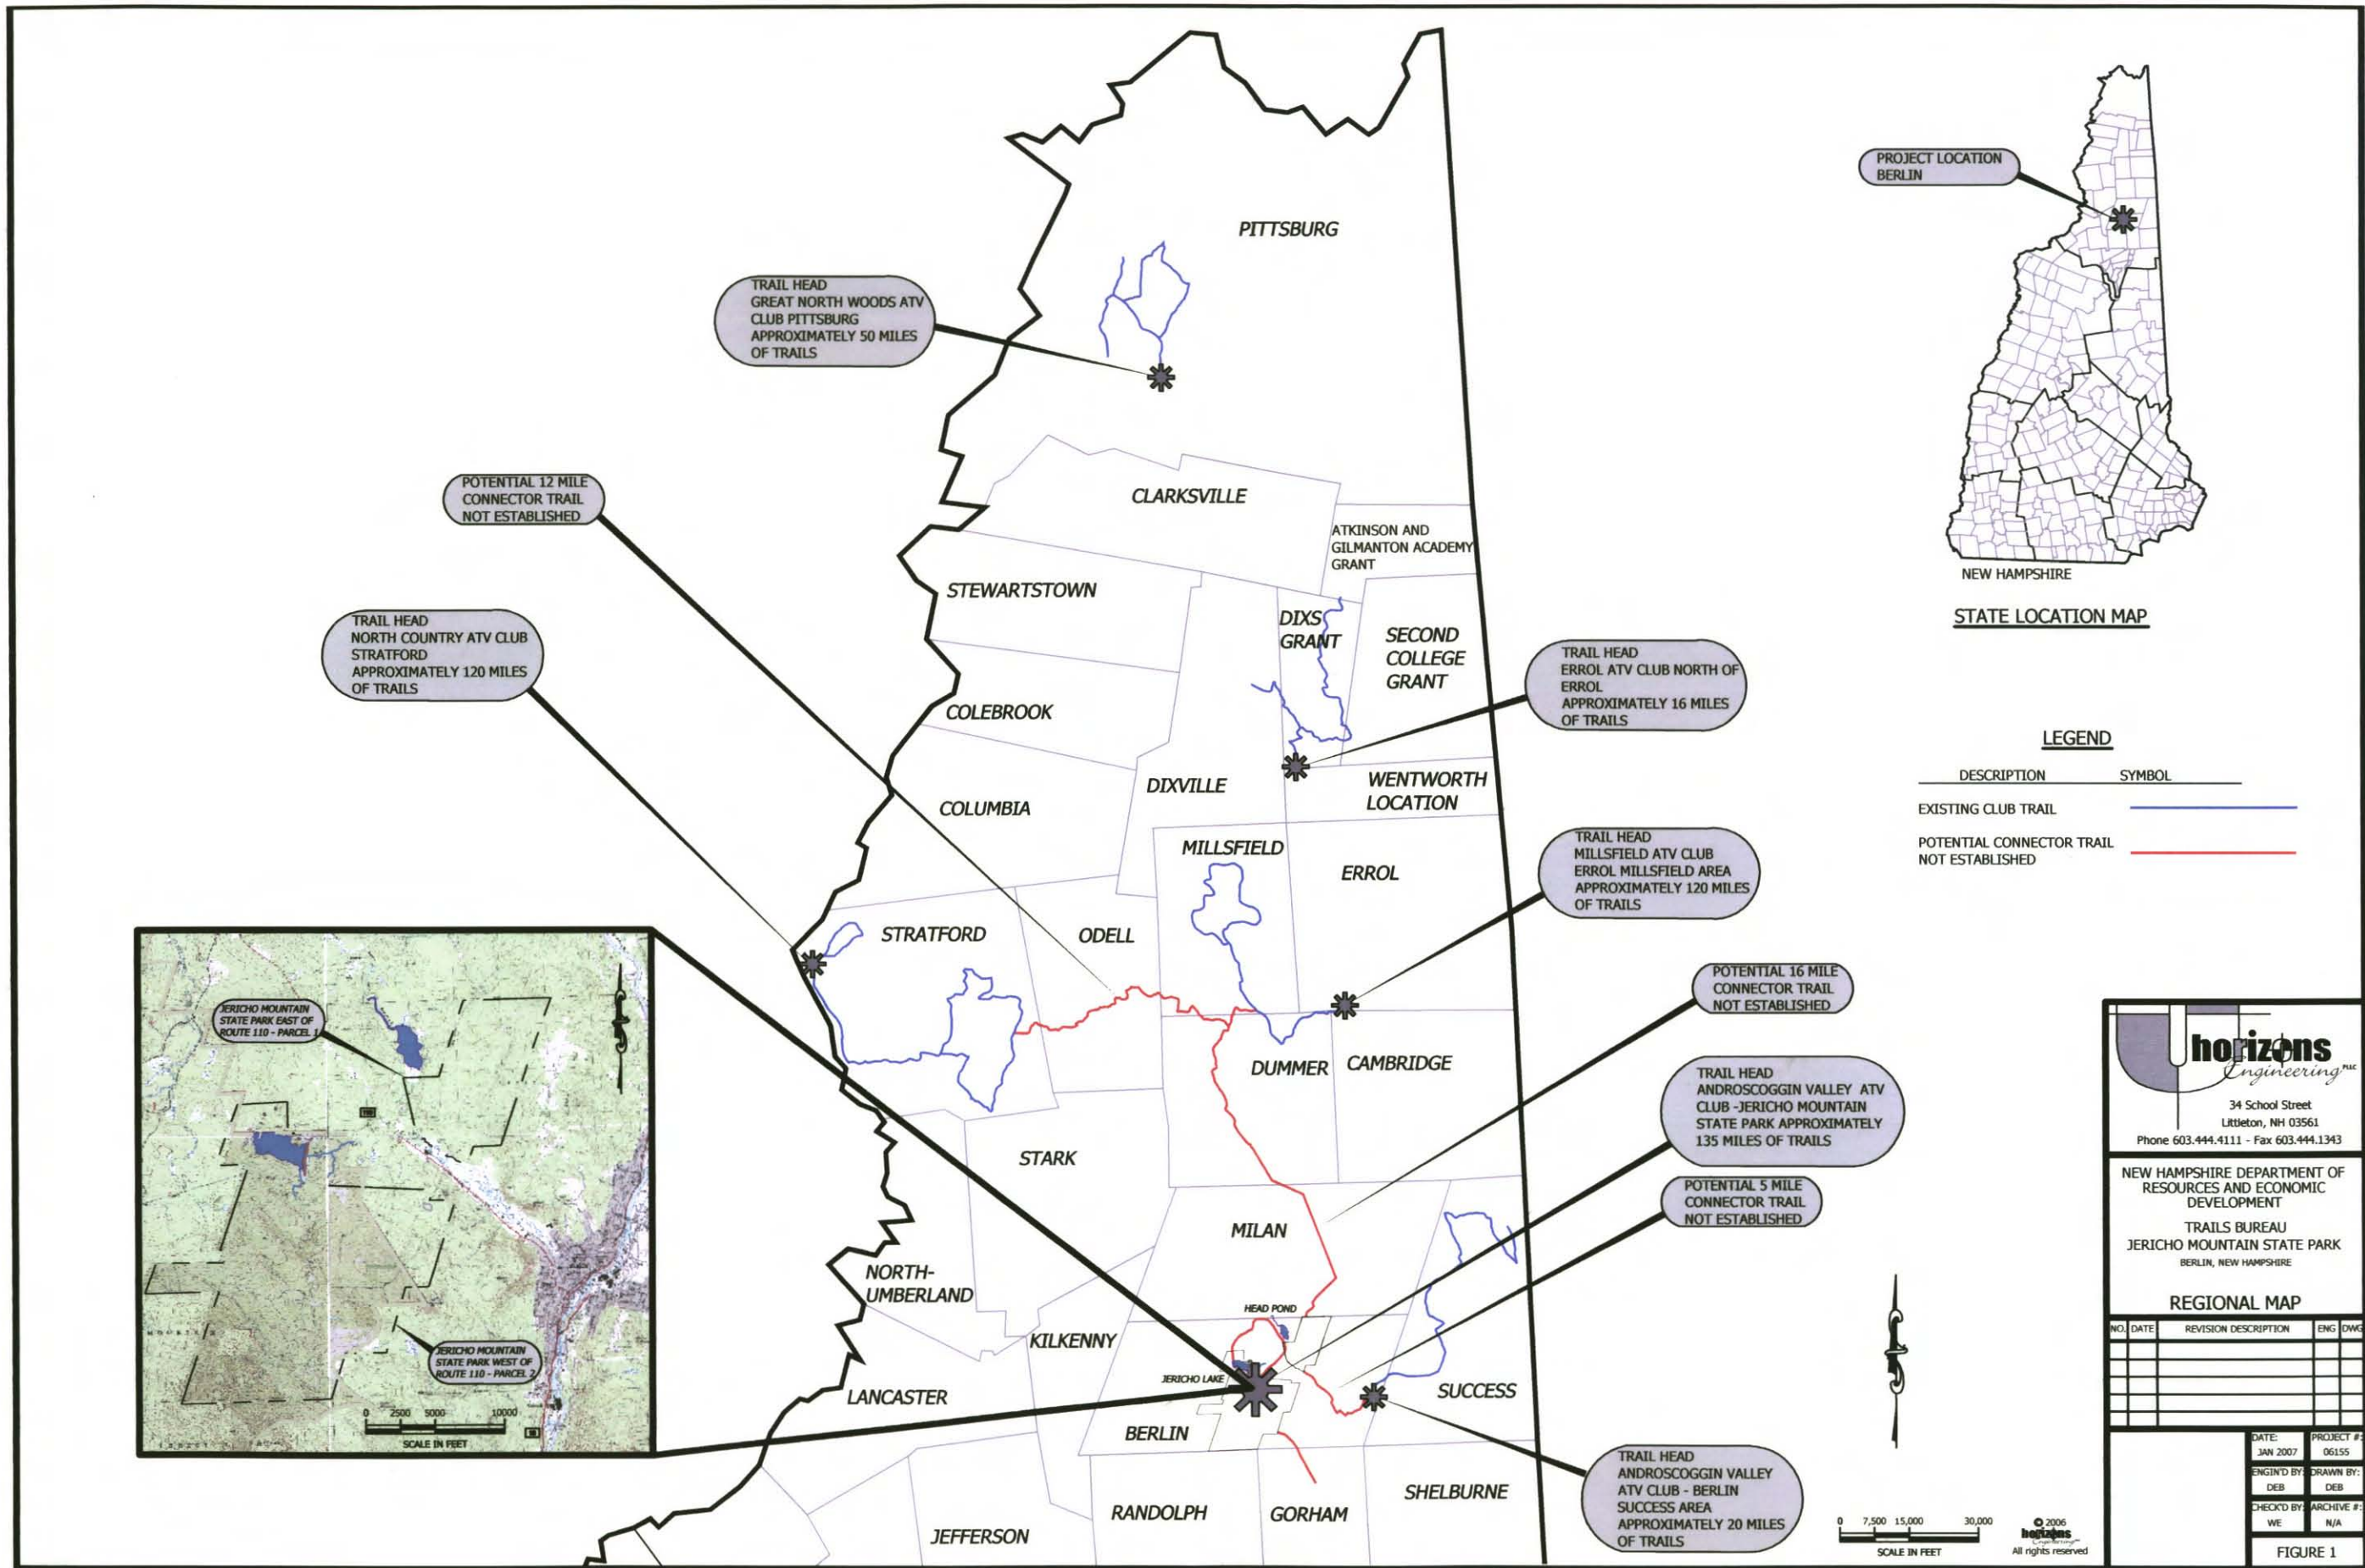 PROJECT LOCATION
BERLIN
NEW HAMPSHIRE
STATE LOCATION MAP
PITTSBURG
TRAIL HEAD
GREAT NORTH WOODS ATV
CLUB PITTSBURG
APPROXIMATELY 50 MILES
OF TRAILS
CLARKSVILLE
POTENTIAL 12 MILE
CONNECTOR TRAIL
NOT ESTABLISHED
ATKINSON AND
GILMANTON ACADEMY
GRANT
STEWARTSTOWN
DIXS
GRANT
SECOND
COLLEGE
GRANT
TRAIL HEAD
NORTH COUNTRY ATV CLUB
STRATFORD
APPROXIMATELY 120 MILES
OF TRAILS
TRAIL HEAD
ERROL ATV CLUB NORTH OF
ERROL
APPROXIMATELY 16 MILES
OF TRAILS
COLEBROOK
DIXVILLE
WENTWORTH
LOCATION
COLUMBIA
LEGEND
DESCRIPTION SYMBOL
EXISTING CLUB TRAIL
POTENTIAL CONNECTOR TRAIL
NOT ESTABLISHED
MILLSFIELD
ERROL
TRAIL HEAD
MILLSFIELD ATV CLUB
ERROL MILLSFIELD AREA
APPROXIMATELY 120 MILES
OF TRAILS
STRATFORD
ODELL
POTENTIAL 16 MILE
CONNECTOR TRAIL
NOT ESTABLISHED
DUMMER
CAMBRIDGE
TRAIL HEAD
ANDROSCOGGIN VALLEY ATV
CLUB -JERICHO MOUNTAIN
STATE PARK APPROXIMATELY
135 MILES OF TRAILS
STARK
POTENTIAL 5 MILE
CONNECTOR TRAIL
NOT ESTABLISHED
MILAN
NORTH-
UMBERLAND
HEAD POND
KILKENNY
JERICHO LAKE
LANCASTER
SUCCESS
BERLIN
TRAIL HEAD
ANDROSCOGGIN VALLEY
ATV CLUB - BERLIN
SUCCESS AREA
APPROXIMATELY 20 MILES
OF TRAILS
SHELBURNE
RANDOLPH
GORHAM
JEFFERSON
JERICHO MOUNTAIN
STATE PARK EAST OF
ROUTE 110 - PARCEL 1
110
JERICHO MOUNTAIN
STATE PARK WEST OF
ROUTE 110 - PARCEL 2
0 2500 5000 10000
SCALE IN FEET
0 7,500 15,000 30,000
SCALE IN FEET
© 2006
horizons
Engineering
All rights reserved
horizons
Engineering PLLC
34 School Street
Littleton, NH 03561
Phone 603.444.4111 - Fax 603.444.1343
NEW HAMPSHIRE DEPARTMENT OF
RESOURCES AND ECONOMIC
DEVELOPMENT
TRAILS BUREAU
JERICHO MOUNTAIN STATE PARK
BERLIN, NEW HAMPSHIRE
REGIONAL MAP
NO. DATE REVISION DESCRIPTION ENG DWG
DATE: PROJECT #:
JAN 2007 06155
ENGIN'D BY: DRAWN BY:
DEB DEB
CHECK'D BY: ARCHIVE #:
WE N/A
FIGURE 1